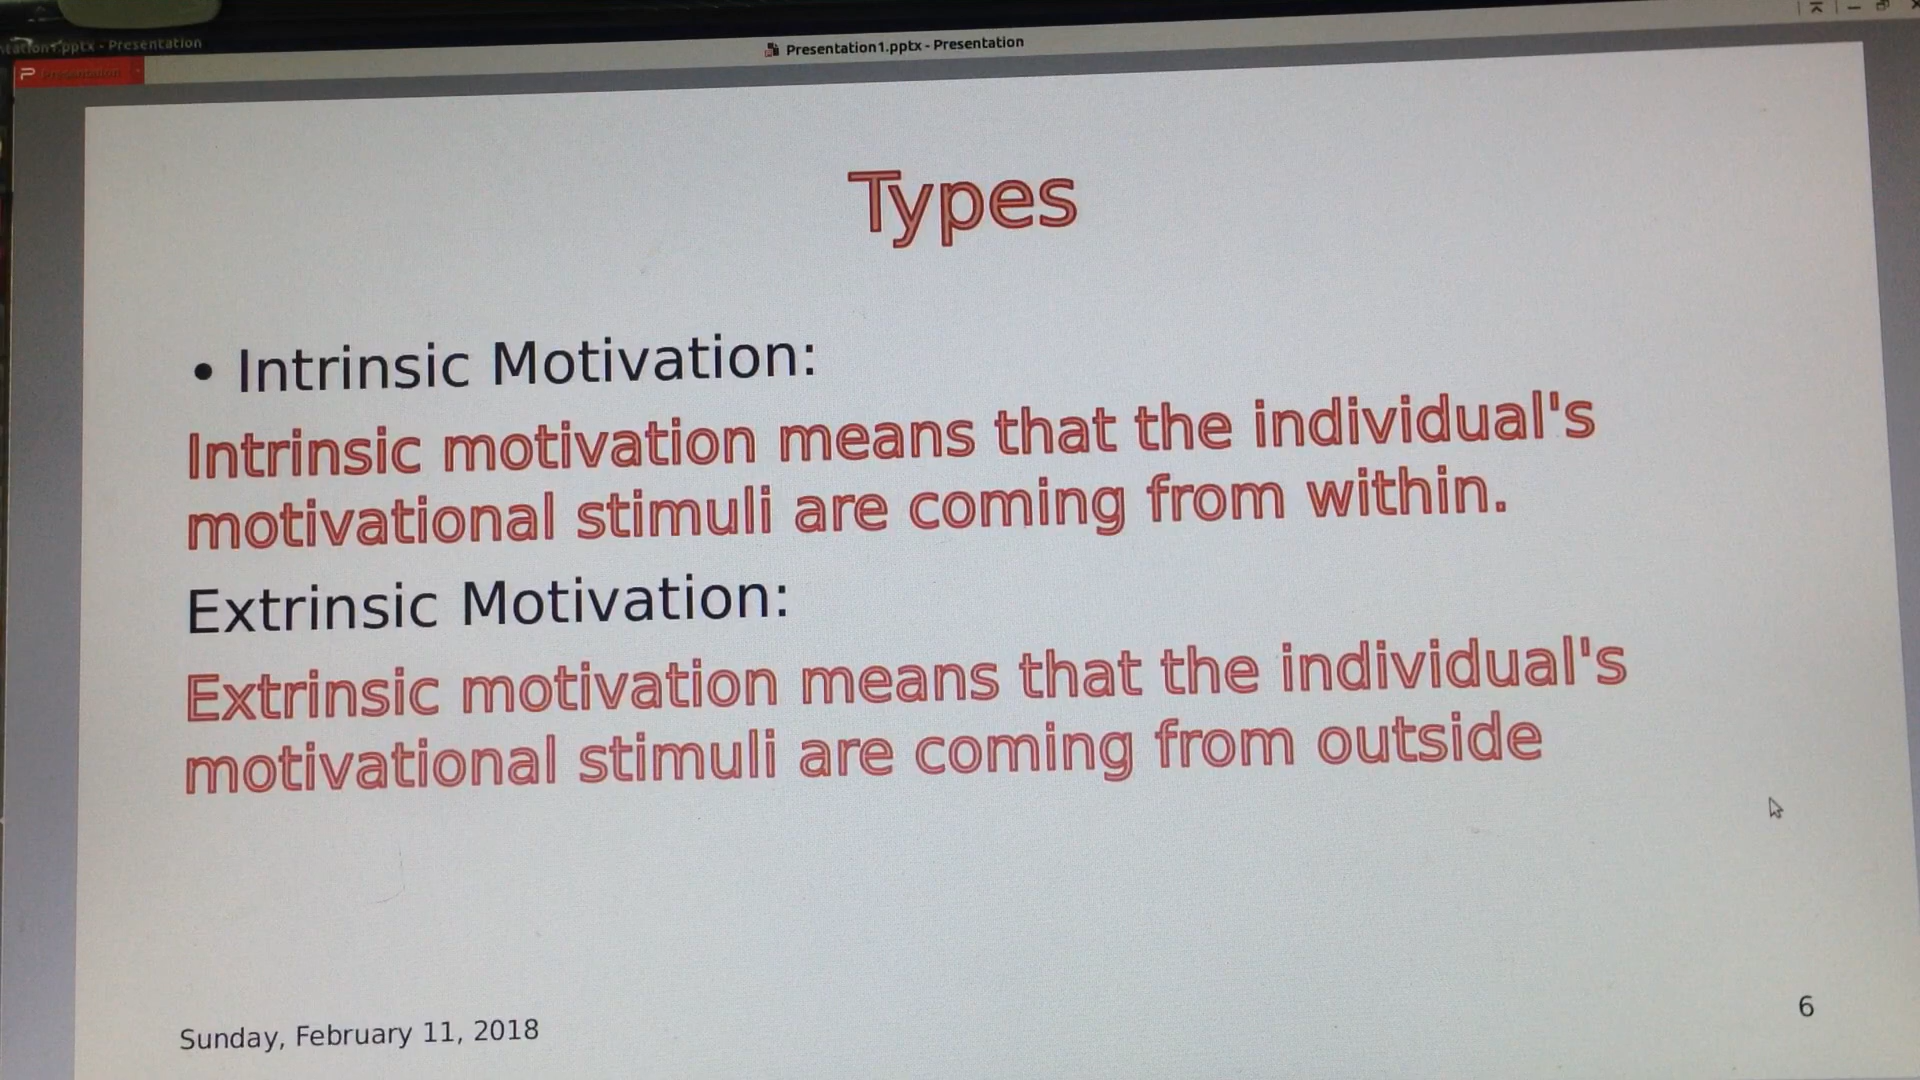 Presentation1.pptx - Presentation
Presentation
Types
• Intrinsic Motivation:
Intrinsic motivation means that the individual's
motivational stimuli are coming from within.
Extrinsic Motivation:
Extrinsic motivation means that the individual's
motivational stimuli are coming from outside
Sunday, February 11, 2018
6